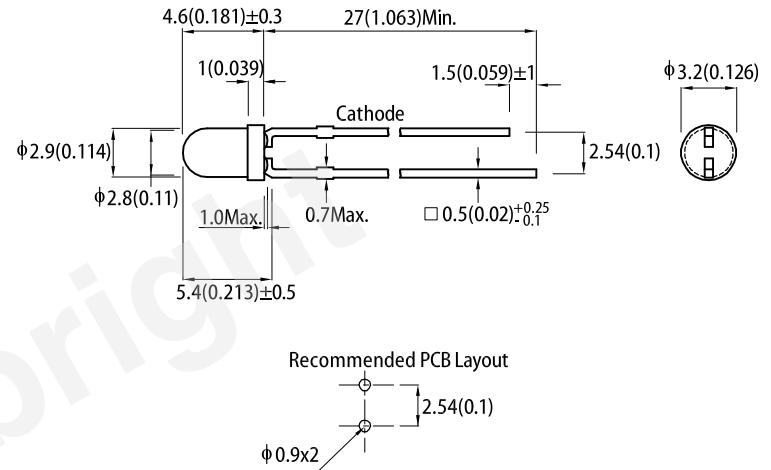 4.6(0.181)±0.3
27(1.063)Min.
1(0.039)
1.5(0.059)±1
ϕ3.2(0.126)
Cathode
ϕ2.9(0.114)
2.54(0.1)
ϕ2.8(0.11)
1.0Max.
0.7Max.
□ 0.5(0.02)+0.25 -0.1
5.4(0.213)±0.5
bright
Recommended PCB Layout
2.54(0.1)
ϕ0.9x2